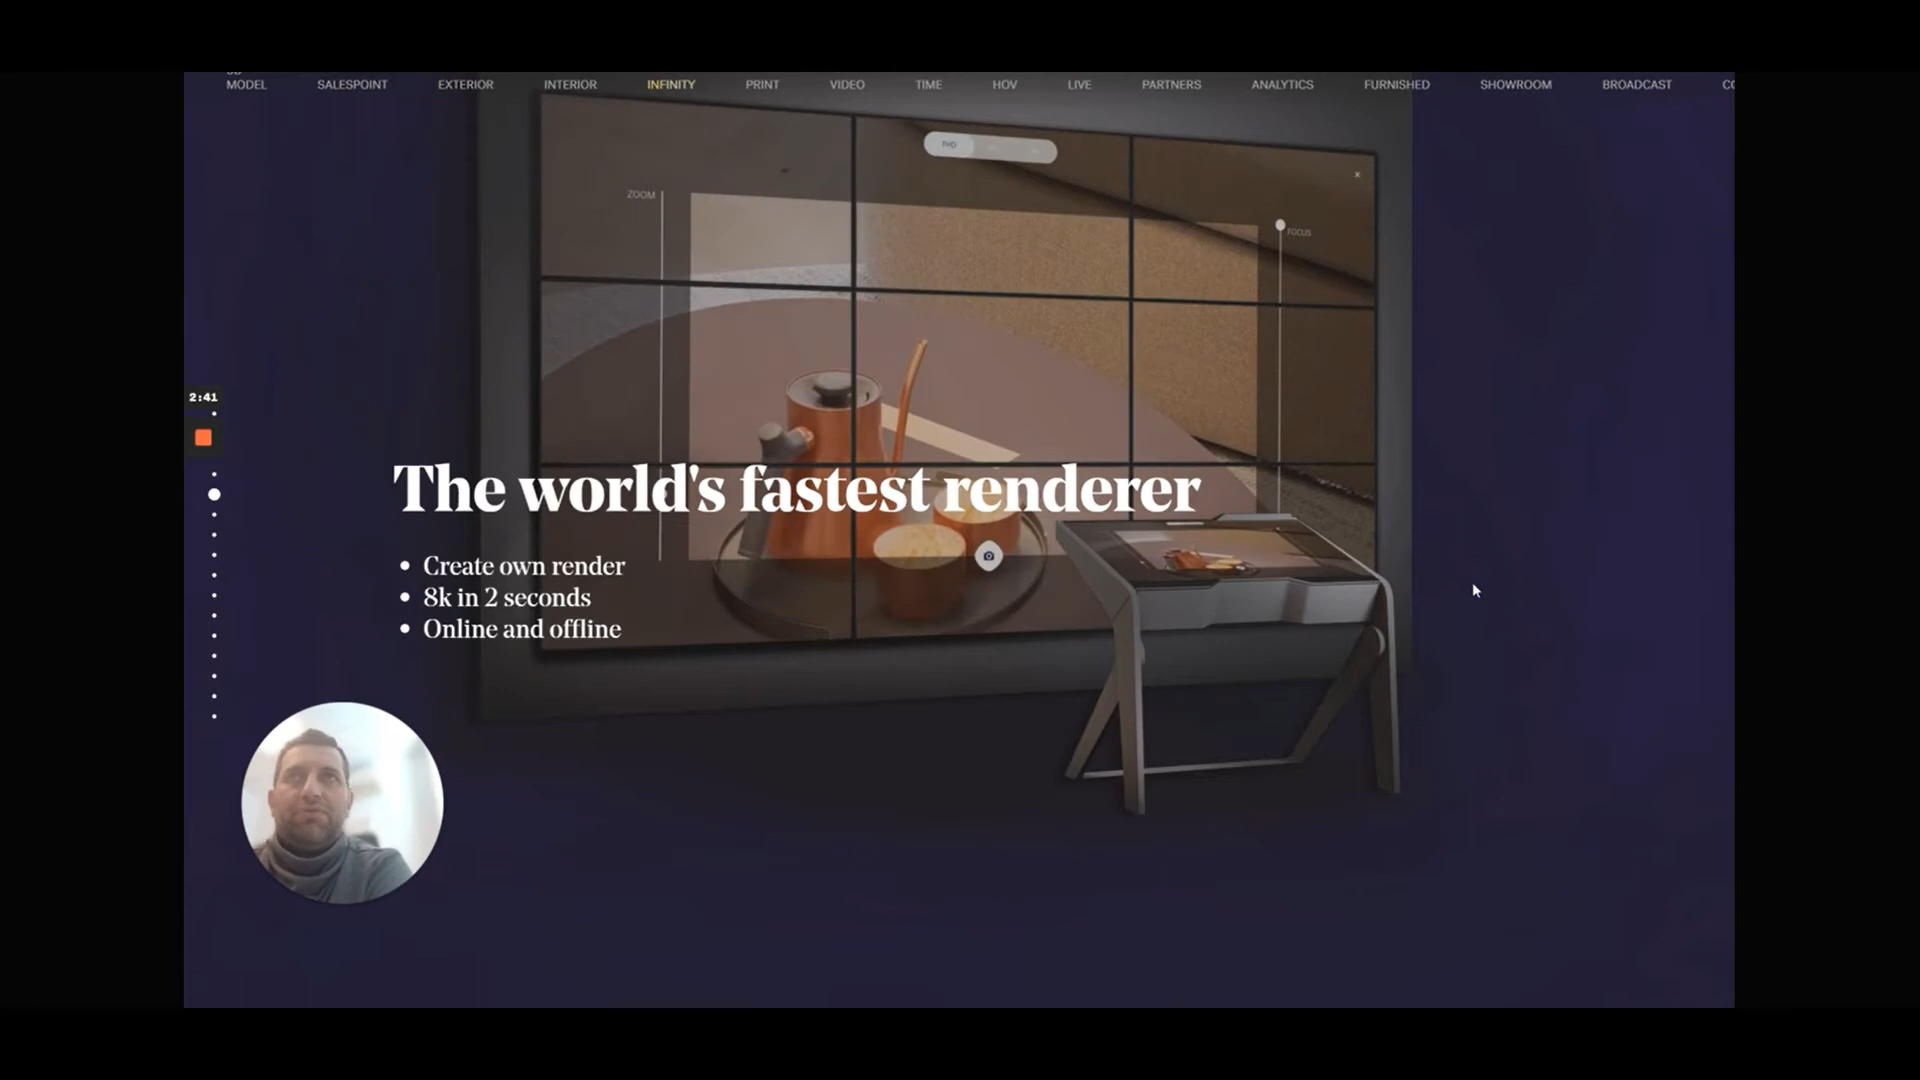 MODEL SALESPOINT EXTERIOR INTERIOR INFINITY PRINT VIDEO TIME HOV LIVE PARTNERS ANALYTICS FURNISHED SHOWROOM BROADCAST
ZOOM
FOCUS
2:41
The world's fastest renderer
• Create own render
• 8k in 2 seconds
• Online and offline